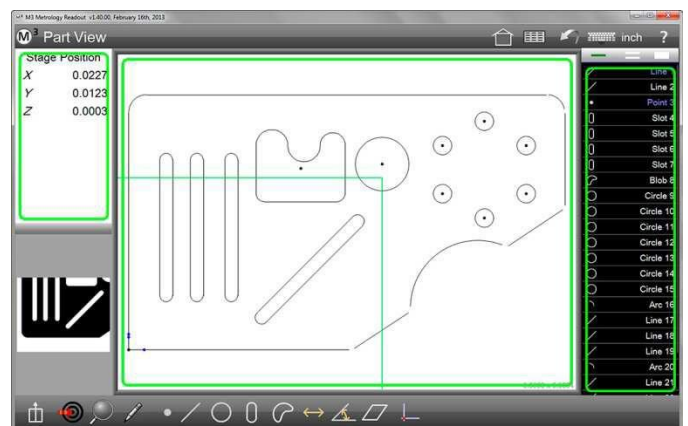 M3 Metrology Readout v1.40.00, February 16th, 2013
M3 Part View
inch ?
Stage Position
X 0.0227
Y 0.0123
Z 0.0003
Line 1
Line 2
Point 3
Slot 4
Slot 5
Slot 6
Slot 7
Blob 8
Circle 9
Circle 10
Circle 11
Circle 12
Circle 13
Circle 14
Circle 15
Arc 16
Line 17
Line 18
Line 19
Arc 20
Line 21